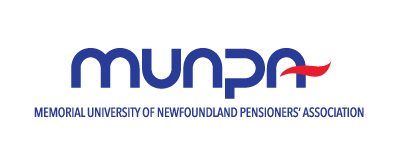 munpa
MEMORIAL UNIVERSITY OF NEWFOUNDLAND PENSIONERS' ASSOCIATION